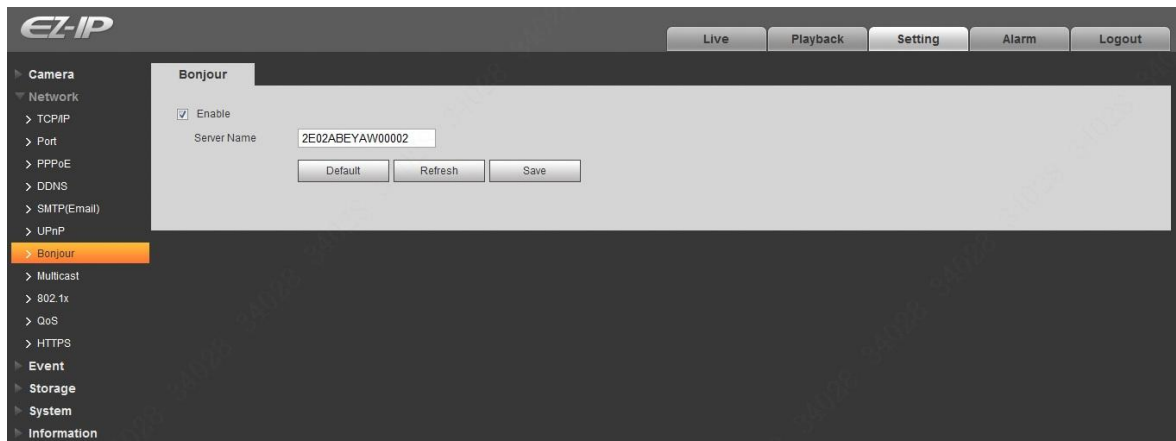 EZ-IP
Live Playback Setting Alarm Logout
Camera
Network
> TCP/IP
> Port
> PPPoE
> DDNS
> SMTP(Email)
> UPnP
> Bonjour
> Multicast
> 802.1x
> QoS
> HTTPS
Event
Storage
System
Information
Bonjour
Enable
Server Name 2E02ABEYAW00002
Default Refresh Save